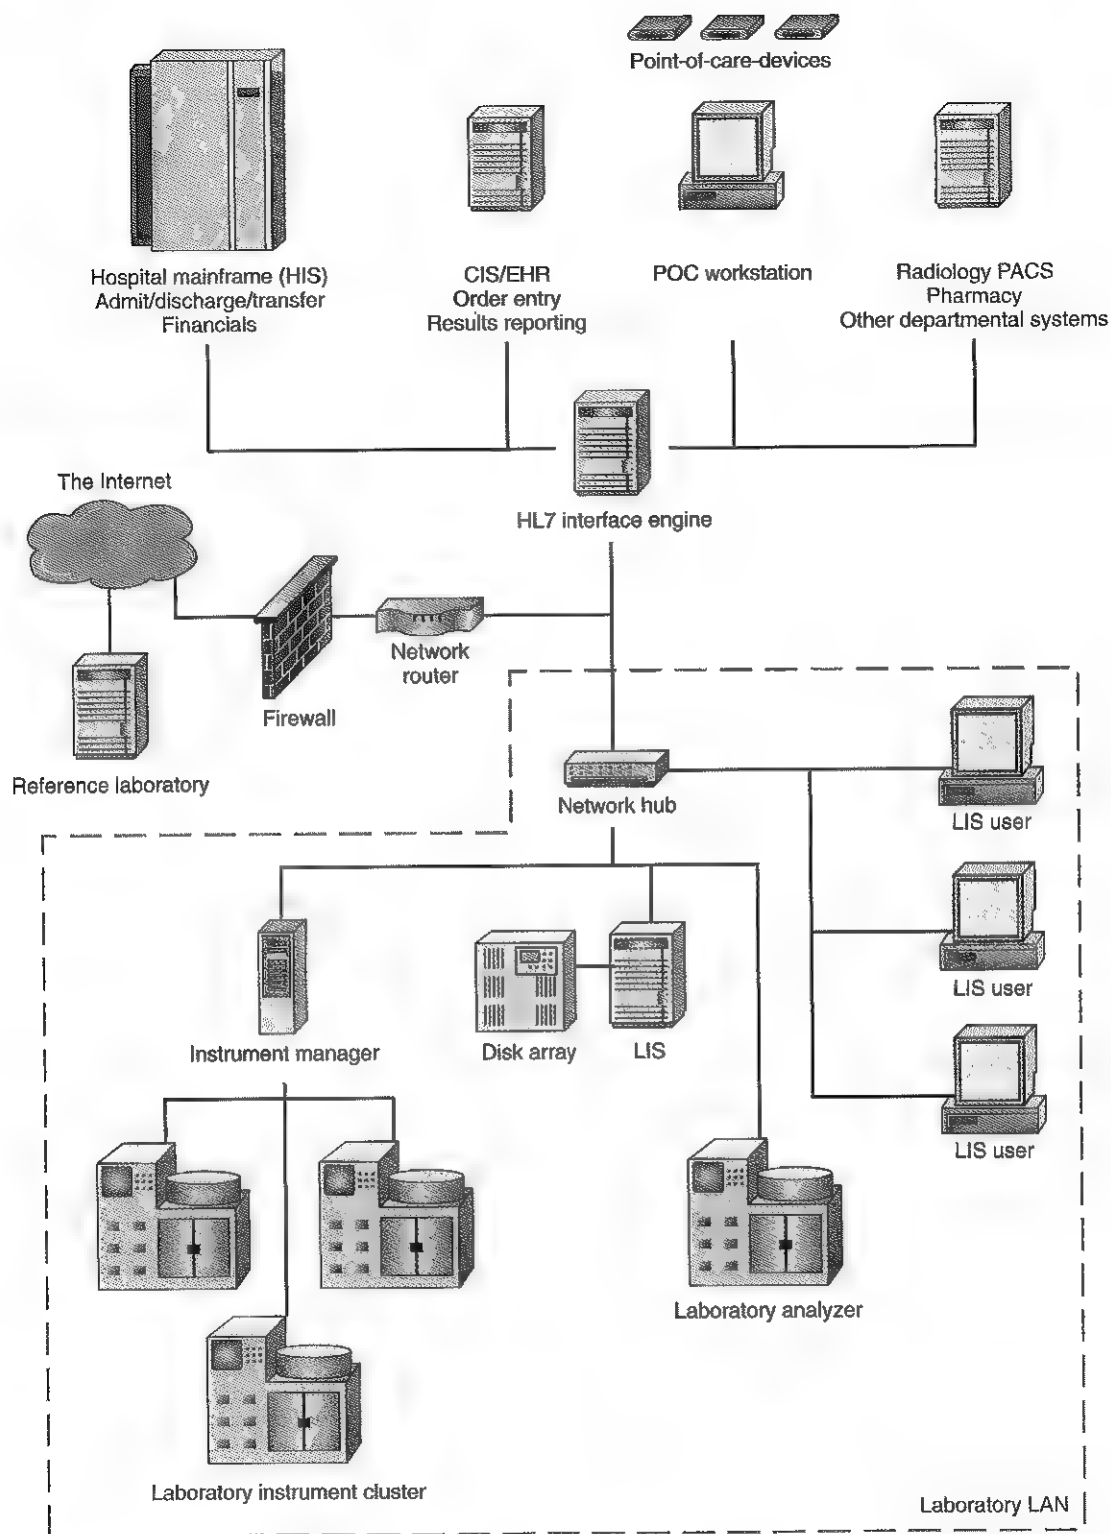 Point-of-care-devices
Hospital mainframe (HIS)
Admit/discharge/transfer
Financials
CIS/EHR
Order entry
Results reporting
POC workstation
Radiology PACS
Pharmacy
Other departmental systems
HL7 interface engine
The Internet
Network
router
Firewall
Reference laboratory
Network hub
LIS user
LIS user
LIS user
Instrument manager
Disk array
LIS
Laboratory analyzer
Laboratory instrument cluster
Laboratory LAN